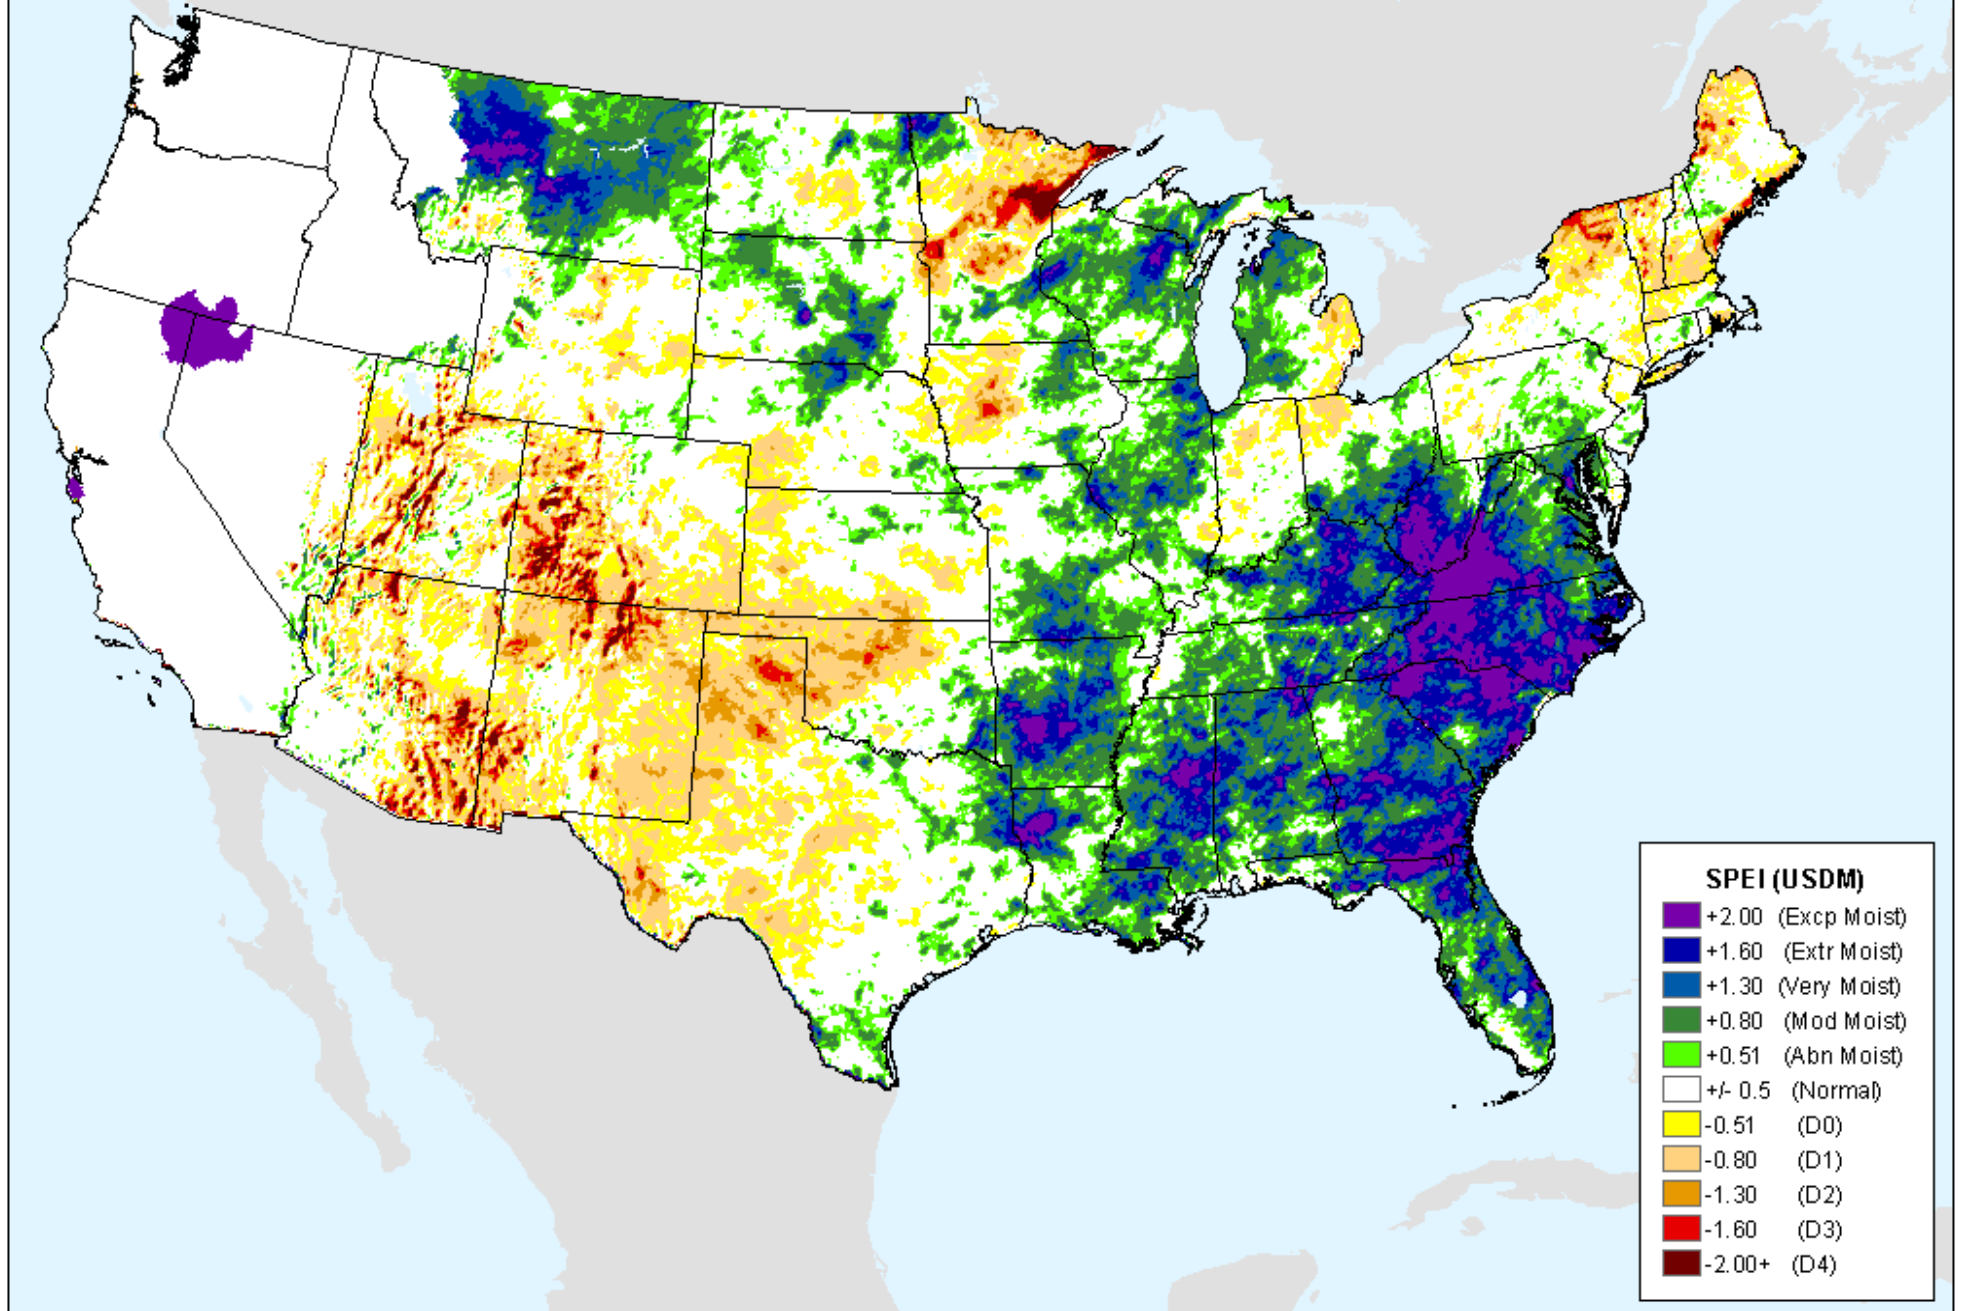 SPEI (USDM)
+2.00 (Excp Moist)
+1.60 (Extr Moist)
+1.30 (Very Moist)
+0.80 (Mod Moist)
+0.51 (Abn Moist)
+/- 0.5 (Normal)
-0.51 (D0)
-0.80 (D1)
-1.30 (D2)
-1.60 (D3)
-2.00+ (D4)